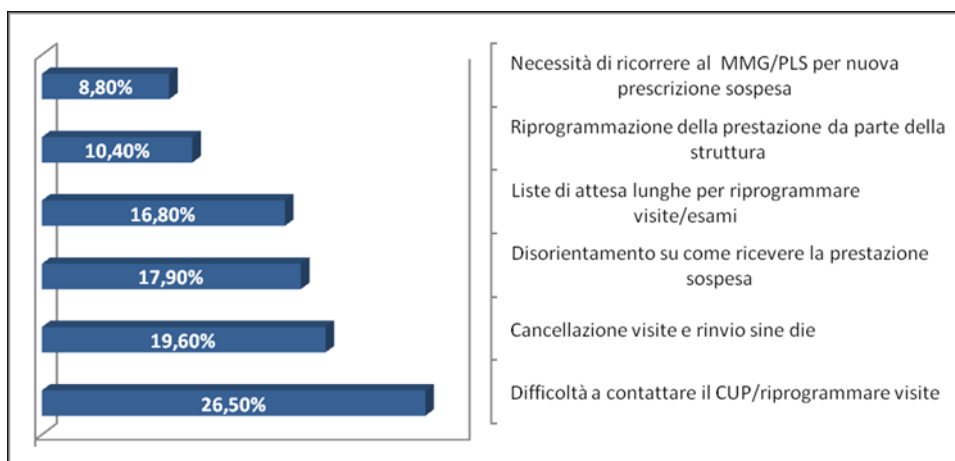 8,80%
Necessità di ricorrere al MMG/PLS per nuova
prescrizione sospesa
10,40%
Riprogrammazione della prestazione da parte della
struttura
16,80%
Liste di attesa lunghe per riprogrammare
visite/esami
17,90%
Disorientamento su come ricevere la prestazione
sospesa
19,60%
Cancellazione visite e rinvio sine die
26,50%
Difficoltà a contattare il CUP/riprogrammare visite